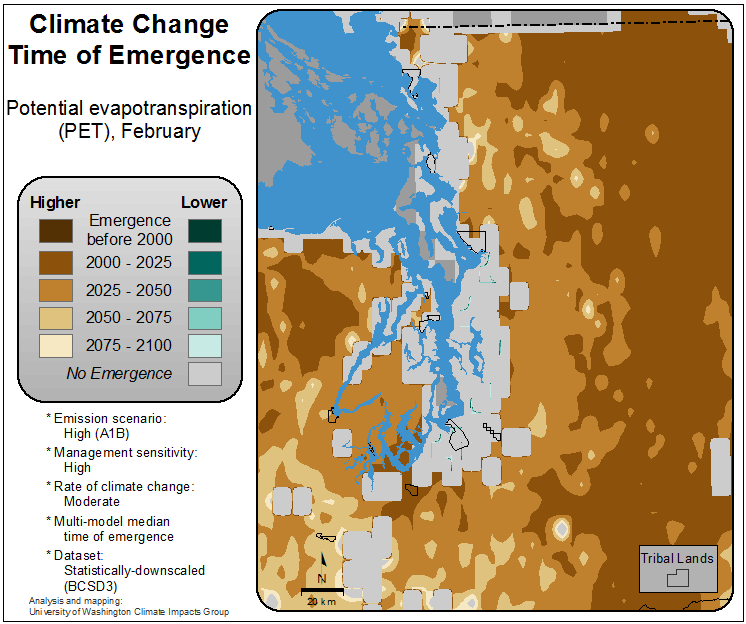 Climate Change
Time of Emergence
Potential evapotranspiration
(PET), February
Higher
Lower
Emergence
before 2000
2000 - 2025
2025 - 2050
2050 - 2075
2075 - 2100
No Emergence
* Emission scenario:
High (A1B)
* Management sensitivity:
High
* Rate of climate change:
Moderate
* Multi-model median
time of emergence
* Dataset:
Statistically-downscaled
(BCSD3)
Analysis and mapping:
University of Washington Climate Impacts Group
N
20 km
Tribal Lands